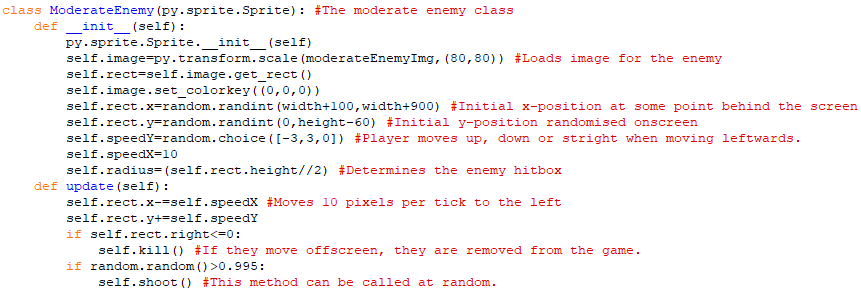 class ModerateEnemy(py.sprite.Sprite): #The moderate enemy class
    def __init__(self):
        py.sprite.Sprite.__init__(self)
        self.image=py.transform.scale(moderateEnemyImg,(80,80)) #Loads image for the enemy
        self.rect=self.image.get_rect()
        self.image.set_colorkey((0,0,0))
        self.rect.x=random.randint(width+100,width+900) #Initial x-position at some point behind the screen
        self.rect.y=random.randint(0,height-60) #Initial y-position randomised onscreen
        self.speedY=random.choice([-3,3,0]) #Player moves up, down or stright when moving leftwards.
        self.speedX=10
        self.radius=(self.rect.height//2) #Determines the enemy hitbox
    def update(self):
        self.rect.x-=self.speedX #Moves 10 pixels per tick to the left
        self.rect.y+=self.speedY
        if self.rect.right<=0:
            self.kill() #If they move offscreen, they are removed from the game.
        if random.random()>0.995:
            self.shoot() #This method can be called at random.